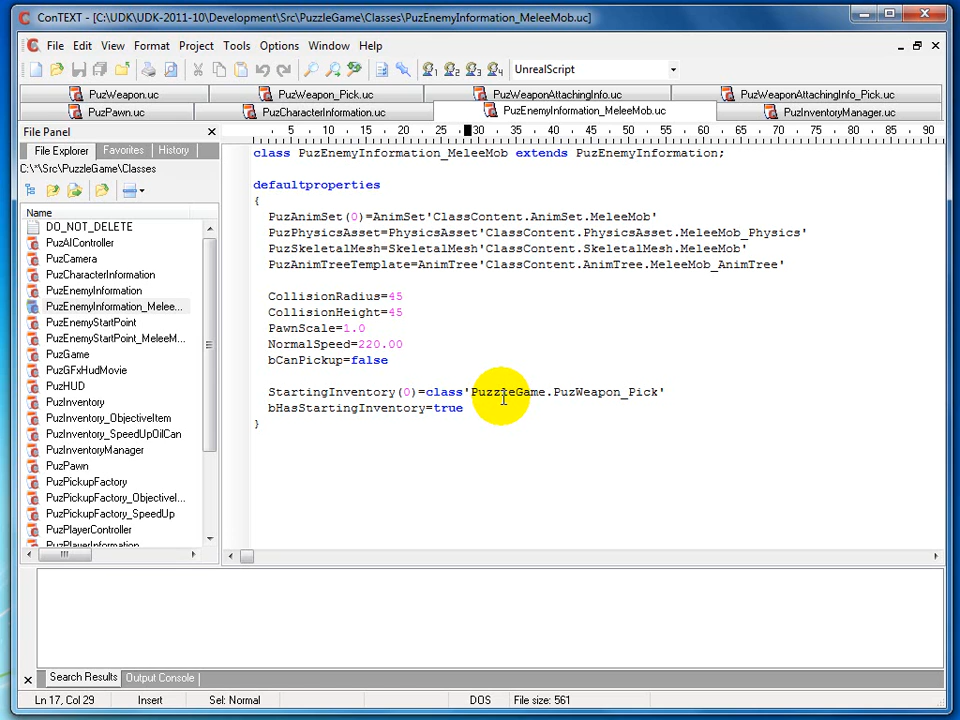 ConTEXT - [C:\UDK\UDK-2011-10\Development\Src\PuzzleGame\Classes\PuzEnemyInformation_MeleeMob.uc]
File Edit View Format Project Tools Options Window Help
UnrealScript
PuzWeapon.uc PuzWeapon_Pick.uc PuzWeaponAttachingInfo.uc PuzWeaponAttachingInfo_Pick.uc
PuzPawn.uc PuzCharacterInformation.uc PuzEnemyInformation_MeleeMob.uc PuzInventoryManager.uc
File Panel
5 10 15 20 25 30 35 40 45 50 55 60 65 70 75 80 85 90
File Explorer Favorites History
C:\*\Src\PuzzleGame\Classes
Name
DO_NOT_DELETE
PuzAIController
PuzCamera
PuzCharacterInformation
PuzEnemyInformation
PuzEnemyInformation_Melee...
PuzEnemyStartPoint
PuzEnemyStartPoint_MeleeM...
PuzGame
PuzGFxHudMovie
PuzHUD
PuzInventory
PuzInventory_ObjectiveItem
PuzInventory_SpeedUpOilCan
PuzInventoryManager
PuzPawn
PuzPickupFactory
PuzPickupFactory_ObjectiveI...
PuzPickupFactory_SpeedUp
PuzPlayerController
PuzPlayerInformation
class PuzEnemyInformation_MeleeMob extends PuzEnemyInformation;
defaultproperties
{
PuzAnimSet(0)=AnimSet'ClassContent.AnimSet.MeleeMob'
PuzPhysicsAsset=PhysicsAsset'ClassContent.PhysicsAsset.MeleeMob_Physics'
PuzSkeletalMesh=SkeletalMesh'ClassContent.SkeletalMesh.MeleeMob'
PuzAnimTreeTemplate=AnimTree'ClassContent.AnimTree.MeleeMob_AnimTree'
CollisionRadius=45
CollisionHeight=45
PawnScale=1.0
NormalSpeed=220.00
bCanPickup=false
StartingInventory(0)=class'PuzzleGame.PuzWeapon_Pick'
bHasStartingInventory=true
}
Search Results Output Console
Ln 17, Col 29 Insert Sel: Normal DOS File size: 561